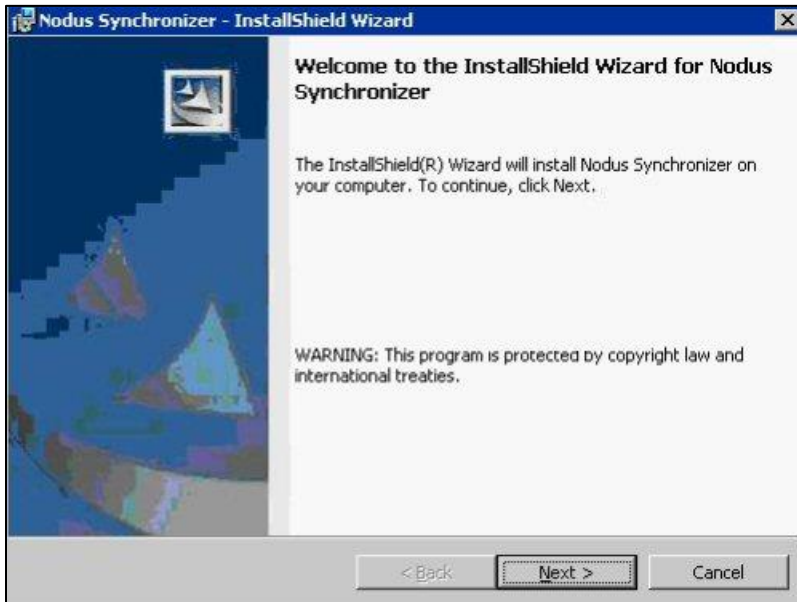 Nodus Synchronizer - InstallShield Wizard
Welcome to the InstallShield Wizard for Nodus
Synchronizer
The InstallShield(R) Wizard will install Nodus Synchronizer on
your computer. To continue, click Next.
WARNING: This program is protected by copyright law and
international treaties.
< Back Next > Cancel